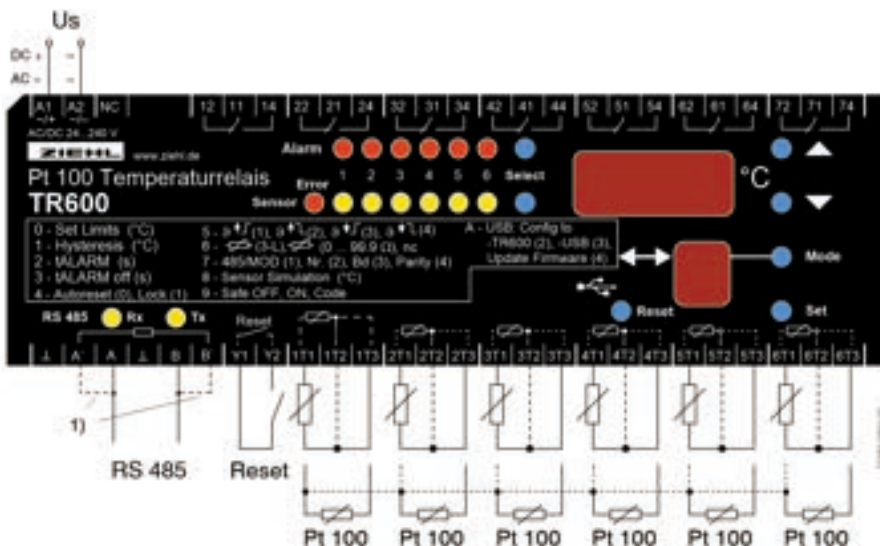 Us
DC + -
AC ~ ~
A1 A2 NC 12 11 14 22 21 24 32 31 34 42 41 44 52 51 54 62 61 64 72 71 74
~/+ ~/-
AC/DC 24...240 V
ZIEHL www.ziehl.de
Alarm
1 2 3 4 5 6 Select
°C
Pt 100 Temperaturrelais
Error
TR600
Sensor
0 - Set Limits (°C)
1 - Hysteresis (°C)
2 - tALARM (s)
3 - tALARM off (s)
4 - Autoreset (0), Lock (1)
(1), (2), (3), (4)
6 - (3-L), (0 ... 99.9 Ω), nc
7 - 485/MOD (1), Nr. (2), Bd (3), Parity (4)
8 - Sensor Simulation (°C)
9 - Safe OFF, ON, Code
A - USB: Config to
-TR600 (2), -USB (3),
Update Firmware (4)
Mode
RS 485 Rx Tx
Reset
Reset
Set
⊥ A' A ⊥ B B' Y1 Y2 1T1 1T2 1T3 2T1 2T2 2T3 3T1 3T2 3T3 4T1 4T2 4T3 5T1 5T2 5T3 6T1 6T2 6T3
1)
RS 485 Reset
Pt 100 Pt 100 Pt 100 Pt 100 Pt 100 Pt 100